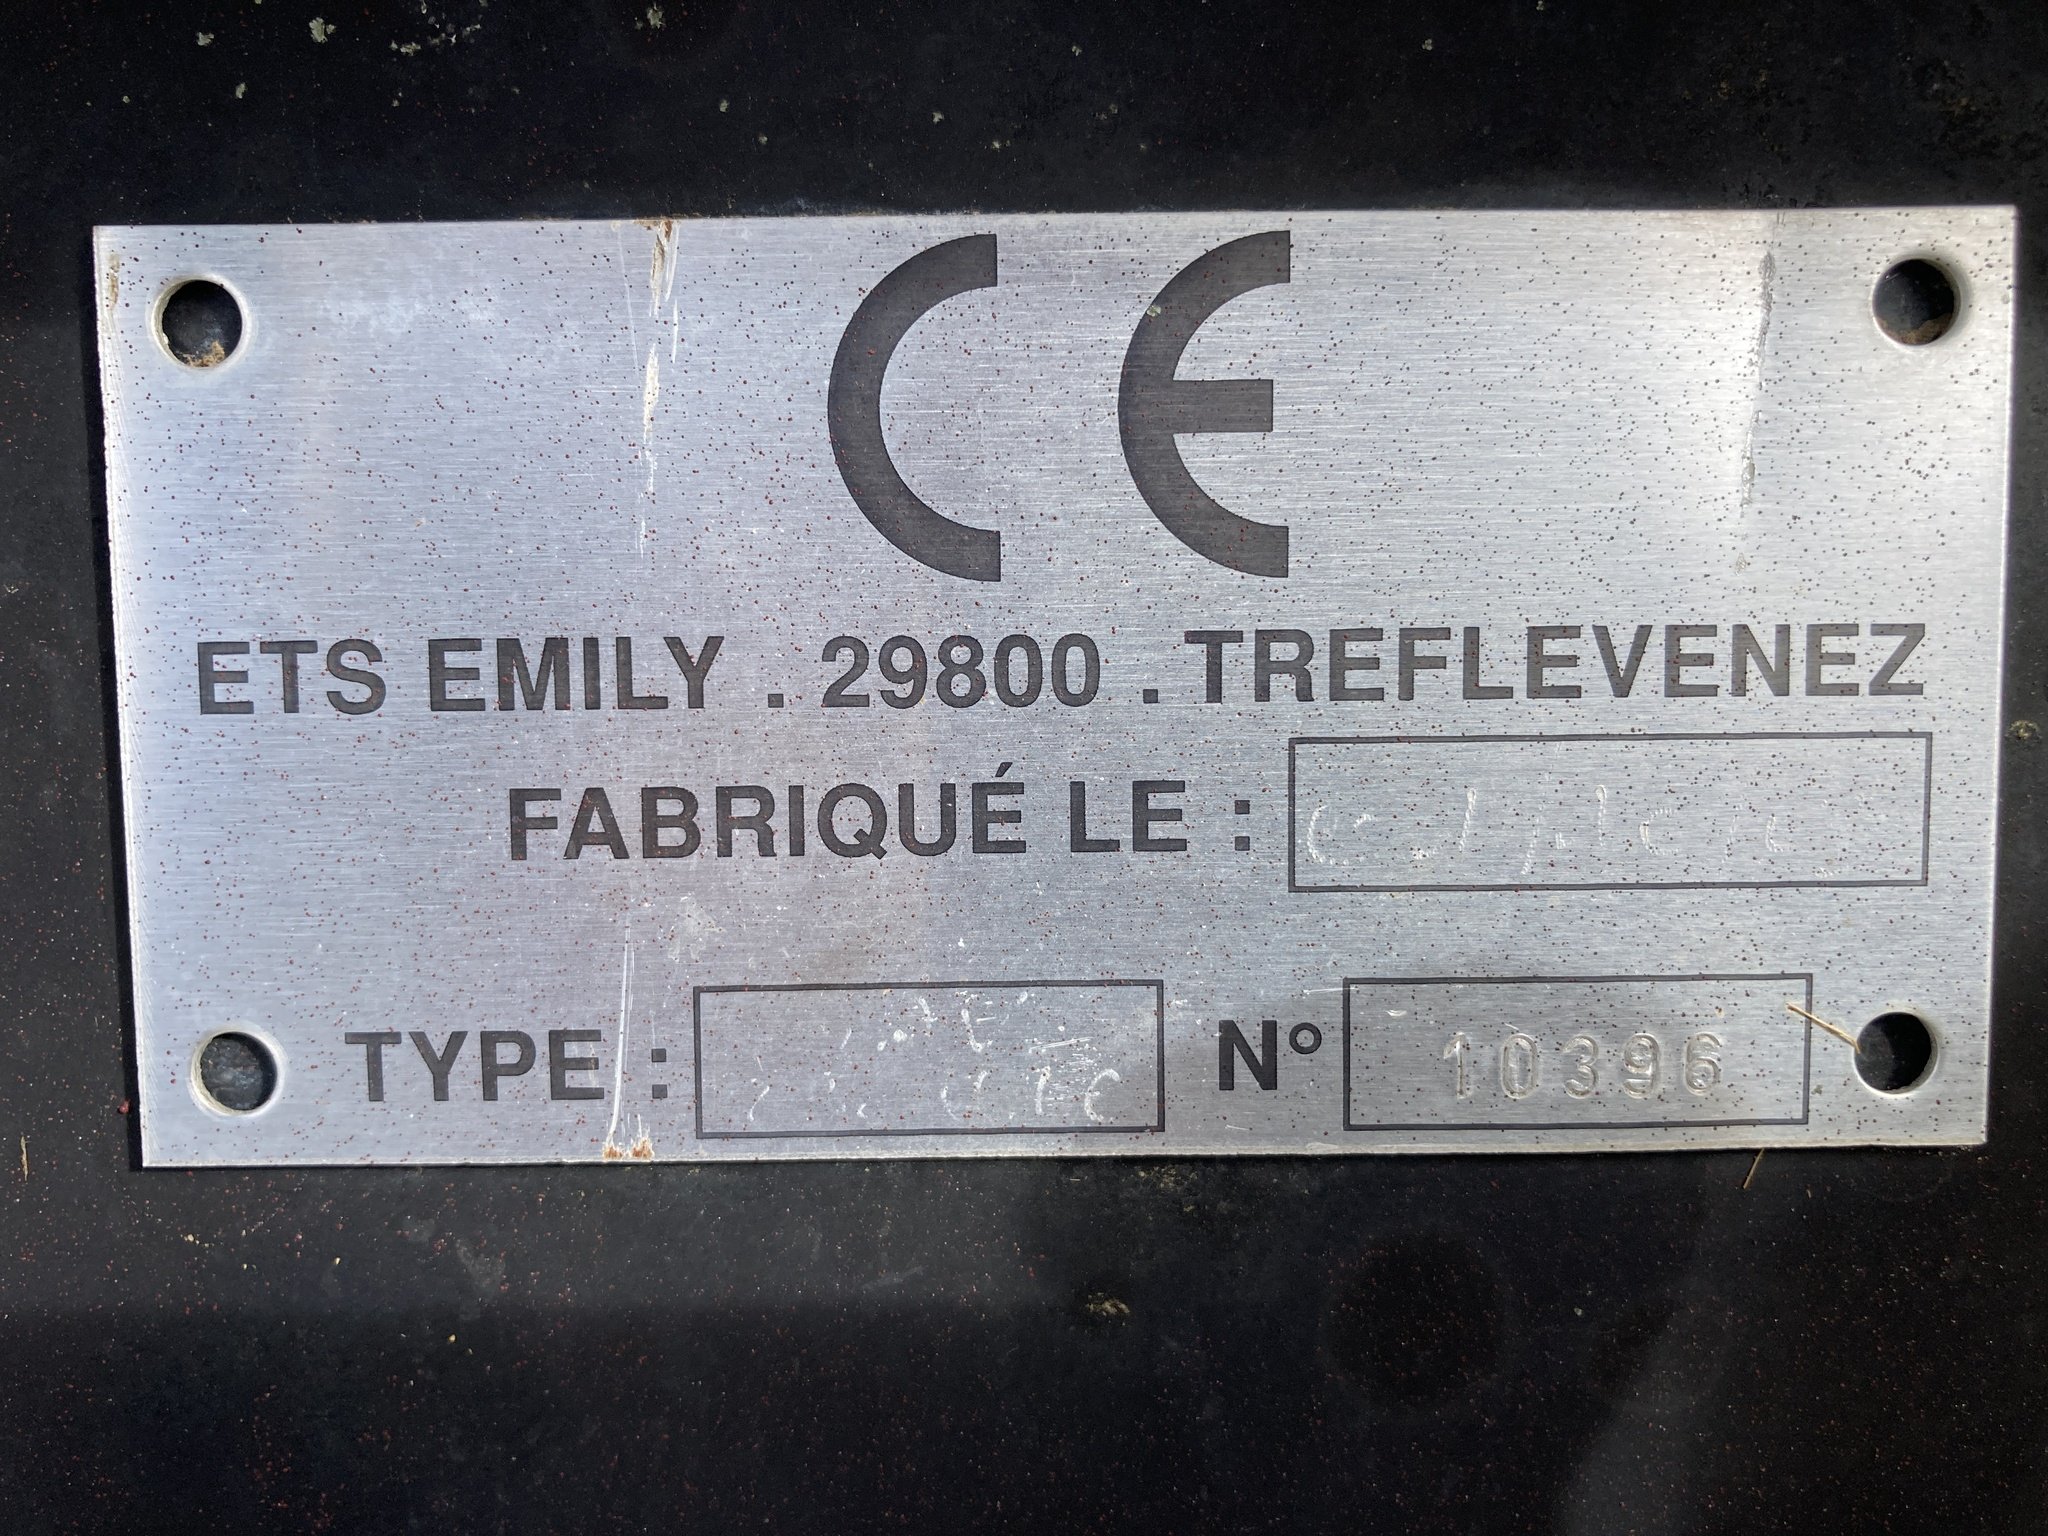 CE
ETS EMILY . 29800 . TREFLEVENEZ
FABRIQUÉ LE :
TYPE : N° 10396